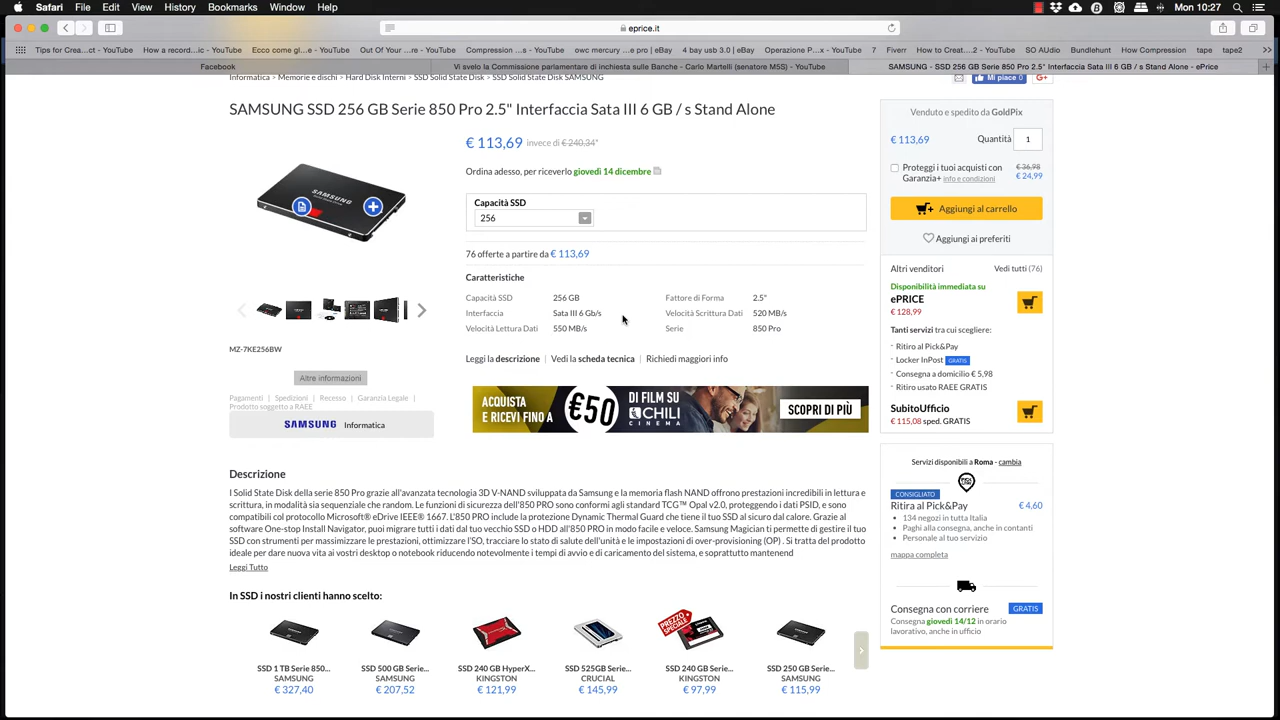 Safari File Edit View History Bookmarks Window Help
Mon 10:27
eprice.it
Tips for Crea...ct - YouTube How a record...ic - YouTube Ecco come gl...e - YouTube Out Of Your ...re - YouTube Compression ...s - YouTube owc mercury ...e pro | eBay 4 bay usb 3.0 | eBay Operazione P...x - YouTube 7 Fiverr How to Creat...2 - YouTube SO AUdio Bundlehunt How Compression tape tape2 >>
Facebook
Vi svelo la Commissione parlamentare di inchiesta sulle Banche - Carlo Martelli (senatore M5S) - YouTube
SAMSUNG - SSD 256 GB Serie 850 Pro 2.5" Interfaccia Sata III 6 GB / s Stand Alone - ePrice
Informatica > Memorie e dischi > Hard Disk Interni > SSD Solid State Disk > SSD Solid State Disk SAMSUNG
Mi piace 0
G+
SAMSUNG SSD 256 GB Serie 850 Pro 2.5" Interfaccia Sata III 6 GB / s Stand Alone
SAMSUNG
MZ-7KE256BW
Altre informazioni
Pagamenti | Spedizioni | Recesso | Garanzia Legale |
Prodotto soggetto a RAEE
SAMSUNG Informatica
€ 113,69 invece di € 240,34*
Ordina adesso, per riceverlo giovedì 14 dicembre
Capacità SSD
256
76 offerte a partire da € 113,69
Caratteristiche
Capacità SSD 256 GB Fattore di Forma 2.5"
Interfaccia Sata III 6 Gb/s Velocità Scrittura Dati 520 MB/s
Velocità Lettura Dati 550 MB/s Serie 850 Pro
Leggi la descrizione | Vedi la scheda tecnica | Richiedi maggiori info
ACQUISTA
E RICEVI FINO A
€50
DI FILM SU
CHILI
CINEMA
SCOPRI DI PIÙ
Venduto e spedito da GoldPix
€ 113,69 Quantità 1
Proteggi i tuoi acquisti con € 36,98
Garanzia+ info e condizioni € 24,99
Aggiungi al carrello
Aggiungi ai preferiti
Altri venditori Vedi tutti (76)
Disponibilità immediata su
ePRICE
€ 128,99
Tanti servizi tra cui scegliere:
· Ritiro al Pick&Pay
· Locker InPost GRATIS
· Consegna a domicilio € 5,98
· Ritiro usato RAEE GRATIS
SubitoUfficio
€ 115,08 sped. GRATIS
Servizi disponibili a Roma - cambia
CONSIGLIATO
Ritira al Pick&Pay € 4,60
• 134 negozi in tutta Italia
• Paghi alla consegna, anche in contanti
• Personale al tuo servizio
mappa completa
Consegna con corriere GRATIS
Consegna giovedì 14/12 in orario
lavorativo, anche in ufficio
Descrizione
I Solid State Disk della serie 850 Pro grazie all'avanzata tecnologia 3D V-NAND sviluppata da Samsung e la memoria flash NAND offrono prestazioni incredibili in lettura e
scrittura, in modalità sia sequenziale che random. Le funzioni di sicurezza dell'850 PRO sono conformi agli standard TCG™ Opal v2.0, proteggendo i dati PSID, e sono
compatibili col protocollo Microsoft® eDrive IEEE® 1667. L'850 PRO include la protezione Dynamic Thermal Guard che tiene il tuo SSD al sicuro dal calore. Grazie al
software One-stop Install Navigator, puoi migrare tutti i dati dal tuo vecchio SSD o HDD all'850 PRO in modo facile e veloce. Samsung Magician ti permette di gestire il tuo
SSD con strumenti per massimizzare le prestazioni, ottimizzare l'SO, tracciare lo stato di salute dell'unità e le impostazioni di over-provisioning (OP) . Si tratta del prodotto
ideale per dare nuova vita ai vostri desktop o notebook riducendo notevolmente i tempi di avvio e di caricamento del sistema, e soprattutto mantenend
Leggi Tutto
In SSD i nostri clienti hanno scelto:
PREZZO
SPECIALE
SSD 1 TB Serie 850... SSD 500 GB Serie... SSD 240 GB HyperX... SSD 525GB Serie... SSD 240 GB Serie... SSD 250 GB Serie...
SAMSUNG SAMSUNG KINGSTON CRUCIAL KINGSTON SAMSUNG
€ 327,40 € 207,52 € 121,99 € 145,99 € 97,99 € 115,99